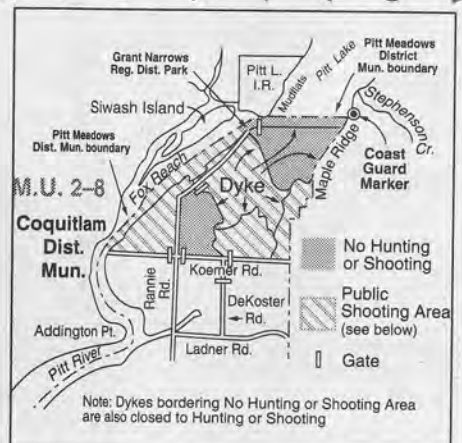 Grant Narrows
Reg. Dist. Park
Pitt L.
I.R.
Mudflats
Pitt Lake
Pitt Meadows
District
Mun. boundary
Siwash Island
Stephenson
Cr.
Pitt Meadows
Dist. Mun. boundary
Fox Reach
Dyke
Maple Ridge
Coast
Guard
Marker
M.U. 2-8
Coquitlam
Dist.
Mun.
No Hunting
or Shooting
Koerner Rd.
Rannie
Rd.
DeKoster
Rd.
Public
Shooting Area
(see below)
Addington Pt.
Ladner Rd.
Gate
Pitt River
Note: Dykes bordering No Hunting or Shooting Area
are also closed to Hunting or Shooting